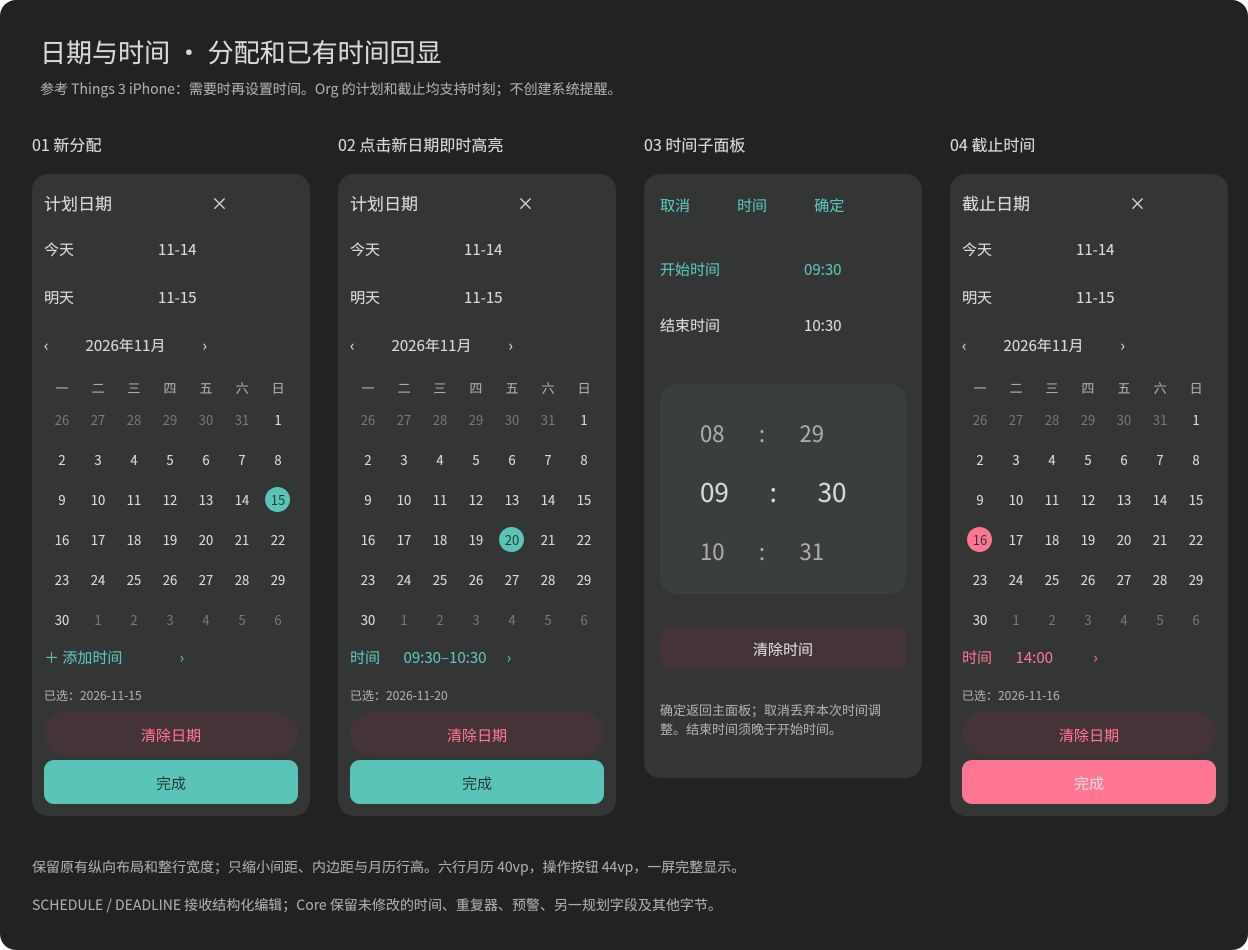 日期与时间 · 分配和已有时间回显
参考 Things 3 iPhone：需要时再设置时间。Org 的计划和截止均支持时刻；不创建系统提醒。
01 新分配
计划日期 ×
今天 11-14
明天 11-15
‹ 2026年11月 ›
一 二 三 四 五 六 日
26 27 28 29 30 31 1
2 3 4 5 6 7 8
9 10 11 12 13 14 15
16 17 18 19 20 21 22
23 24 25 26 27 28 29
30 1 2 3 4 5 6
＋ 添加时间 ›
已选：2026-11-15
清除日期
完成
02 点击新日期即时高亮
计划日期 ×
今天 11-14
明天 11-15
‹ 2026年11月 ›
一 二 三 四 五 六 日
26 27 28 29 30 31 1
2 3 4 5 6 7 8
9 10 11 12 13 14 15
16 17 18 19 20 21 22
23 24 25 26 27 28 29
30 1 2 3 4 5 6
时间 09:30–10:30 ›
已选：2026-11-20
清除日期
完成
03 时间子面板
取消 时间 确定
开始时间 09:30
结束时间 10:30
08 : 29
09 : 30
10 : 31
清除时间
确定返回主面板；取消丢弃本次时间调
整。结束时间须晚于开始时间。
04 截止时间
截止日期 ×
今天 11-14
明天 11-15
‹ 2026年11月 ›
一 二 三 四 五 六 日
26 27 28 29 30 31 1
2 3 4 5 6 7 8
9 10 11 12 13 14 15
16 17 18 19 20 21 22
23 24 25 26 27 28 29
30 1 2 3 4 5 6
时间 14:00 ›
已选：2026-11-16
清除日期
完成
保留原有纵向布局和整行宽度；只缩小间距、内边距与月历行高。六行月历 40vp，操作按钮 44vp，一屏完整显示。
SCHEDULE / DEADLINE 接收结构化编辑；Core 保留未修改的时间、重复器、预警、另一规划字段及其他字节。